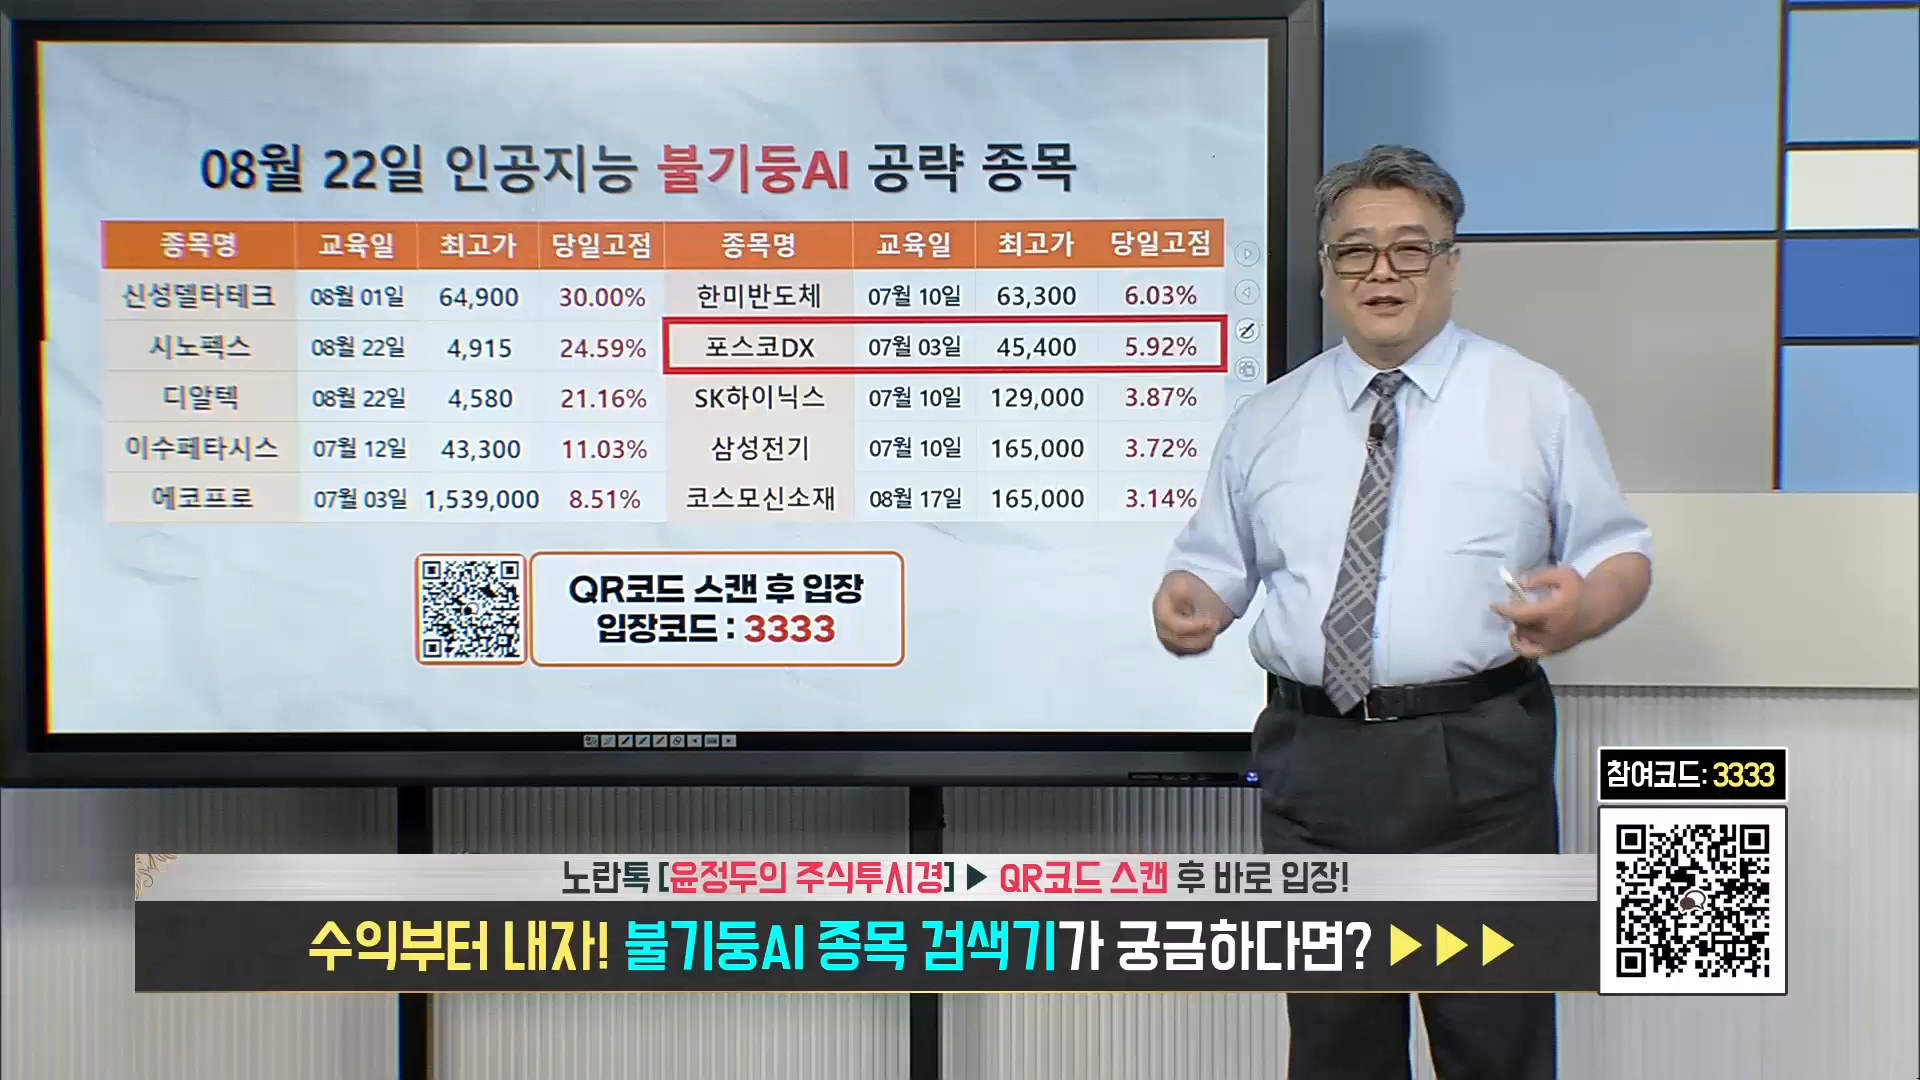 08월 22일 인공지능 불기둥AI 공략 종목
종목명 교육일 최고가 당일고점 종목명 교육일 최고가 당일고점
신성델타테크 08월 01일 64,900 30.00% 한미반도체 07월 10일 63,300 6.03%
시노펙스 08월 22일 4,915 24.59% 포스코DX 07월 03일 45,400 5.92%
디알텍 08월 22일 4,580 21.16% SK하이닉스 07월 10일 129,000 3.87%
이수페타시스 07월 12일 43,300 11.03% 삼성전기 07월 10일 165,000 3.72%
에코프로 07월 03일 1,539,000 8.51% 코스모신소재 08월 17일 165,000 3.14%
QR코드 스캔 후 입장
입장코드 : 3333
참여코드: 3333
노란톡 [윤정두의 주식투시경] ▶ QR코드 스캔 후 바로 입장!
수익부터 내자! 불기둥AI 종목 검색기가 궁금하다면? ▶▶▶